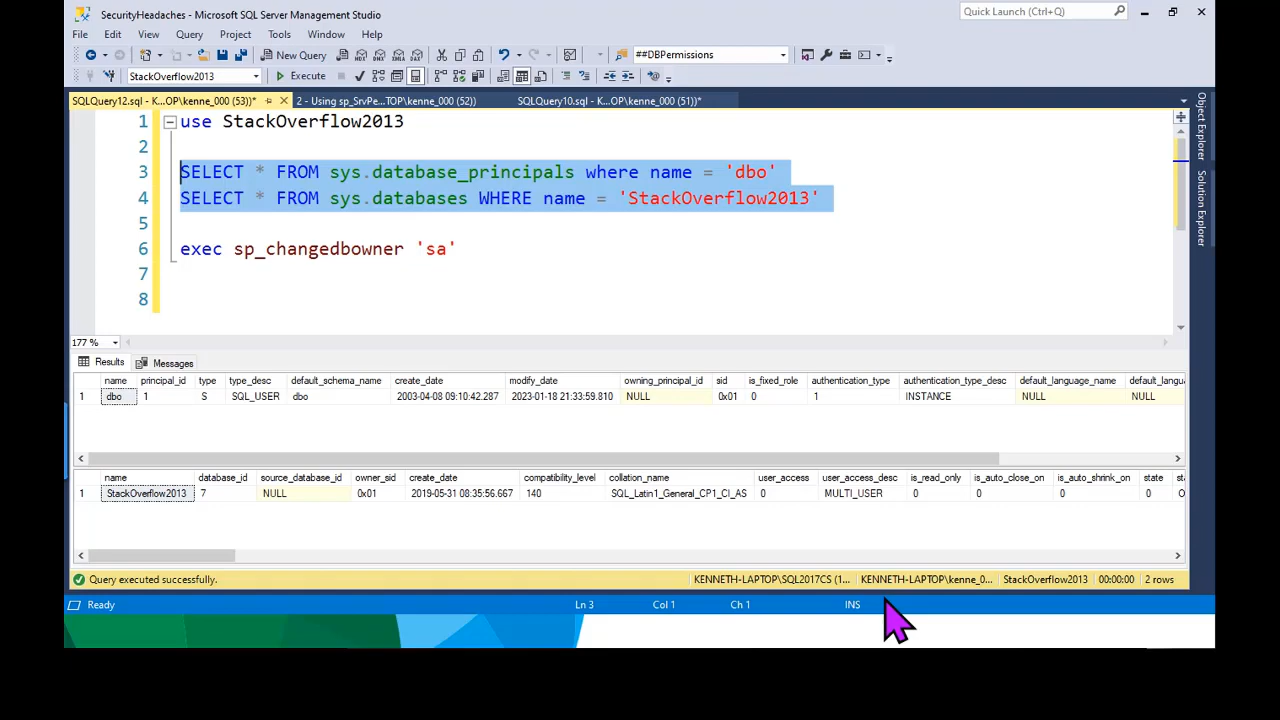 SecurityHeadaches - Microsoft SQL Server Management Studio
Quick Launch (Ctrl+Q)
File Edit View Query Project Tools Window Help
New Query ##DBPermissions
StackOverflow2013 Execute
SQLQuery12.sql - K...OP\kenne_000 (53))* 2 - Using sp_SrvPe...TOP\kenne_000 (52)) SQLQuery10.sql - K...OP\kenne_000 (51))*
Object Explorer
Solution Explorer
1 use StackOverflow2013
2
3 SELECT * FROM sys.database_principals where name = 'dbo'
4 SELECT * FROM sys.databases WHERE name = 'StackOverflow2013'
5
6 exec sp_changedbowner 'sa'
7
8
177 %
Results Messages
name principal_id type type_desc default_schema_name create_date modify_date owning_principal_id sid is_fixed_role authentication_type authentication_type_desc default_language_name default_langu
1 dbo 1 S SQL_USER dbo 2003-04-08 09:10:42.287 2023-01-18 21:33:59.810 NULL 0x01 0 1 INSTANCE NULL NULL
name database_id source_database_id owner_sid create_date compatibility_level collation_name user_access user_access_desc is_read_only is_auto_close_on is_auto_shrink_on state sta
1 StackOverflow2013 7 NULL 0x01 2019-05-31 08:35:56.667 140 SQL_Latin1_General_CP1_CI_AS 0 MULTI_USER 0 0 0 0 O
Query executed successfully. KENNETH-LAPTOP\SQL2017CS (1... KENNETH-LAPTOP\kenne_0... StackOverflow2013 00:00:00 2 rows
Ready Ln 3 Col 1 Ch 1 INS